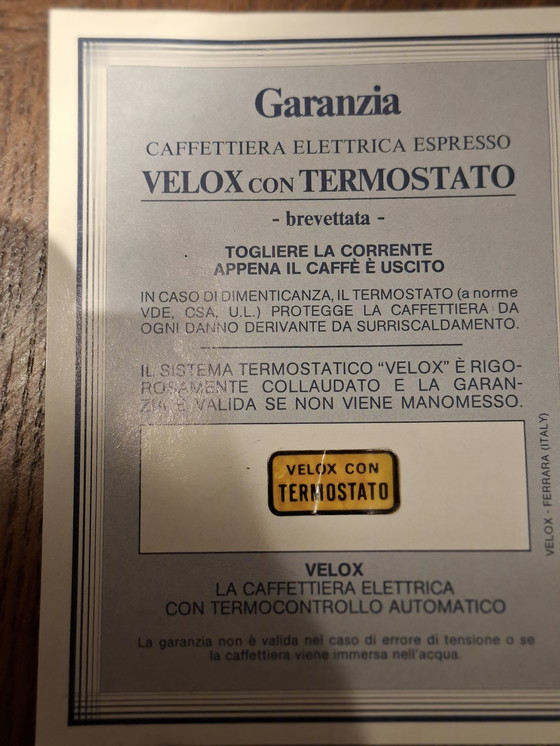 Garanzia
CAFFETTIERA ELETTRICA ESPRESSO
VELOX CON TERMOSTATO
- brevettata -
TOGLIERE LA CORRENTE
APPENA IL CAFFÈ È USCITO
IN CASO DI DIMENTICANZA, IL TERMOSTATO (a norme
VDE, CSA, U.L.) PROTEGGE LA CAFFETTIERA DA
OGNI DANNO DERIVANTE DA SURRISCALDAMENTO.
IL SISTEMA TERMOSTATICO "VELOX" È RIGO-
ROSAMENTE COLLAUDATO E LA GARAN-
ZIA È VALIDA SE NON VIENE MANOMESSO.
VELOX CON
TERMOSTATO
VELOX - FERRARA (ITALY)
VELOX
LA CAFFETTIERA ELETTRICA
CON TERMOCONTROLLO AUTOMATICO
La garanzia non è valida nel caso di errore di tensione o se
la caffettiera viene immersa nell'acqua.